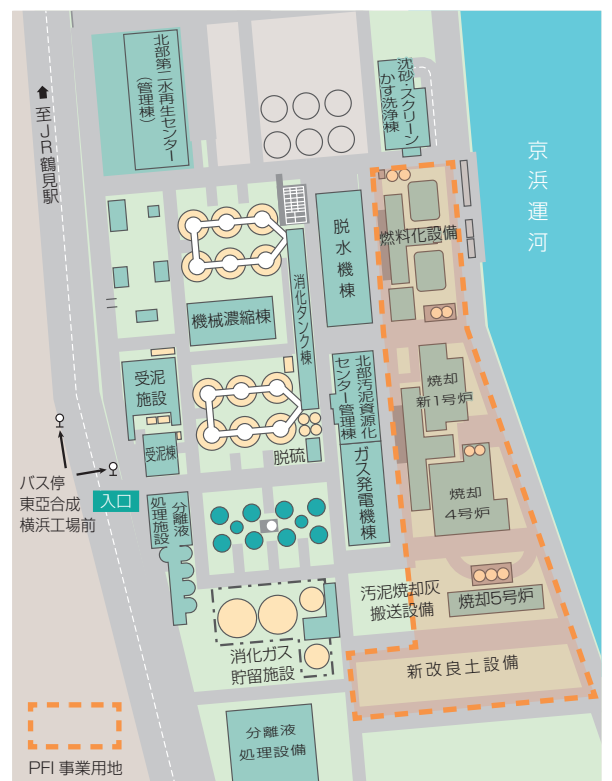 北部第二水再生センター
（管理棟）
沈砂・スクリーン
かす洗浄棟
至JR鶴見駅
京浜運河
脱水機棟
燃料化設備
消化タンク棟
機械濃縮棟
受泥
施設
北部汚泥資源化
センター管理棟
焼却
新1号炉
受泥棟
脱硫
ガス発電機棟
焼却
4号炉
バス停
東亞合成
横浜工場前
入口
分離液
処理施設
汚泥焼却灰
搬送設備
焼却5号炉
消化ガス
貯留施設
新改良土設備
分離液
処理設備
PFI 事業用地